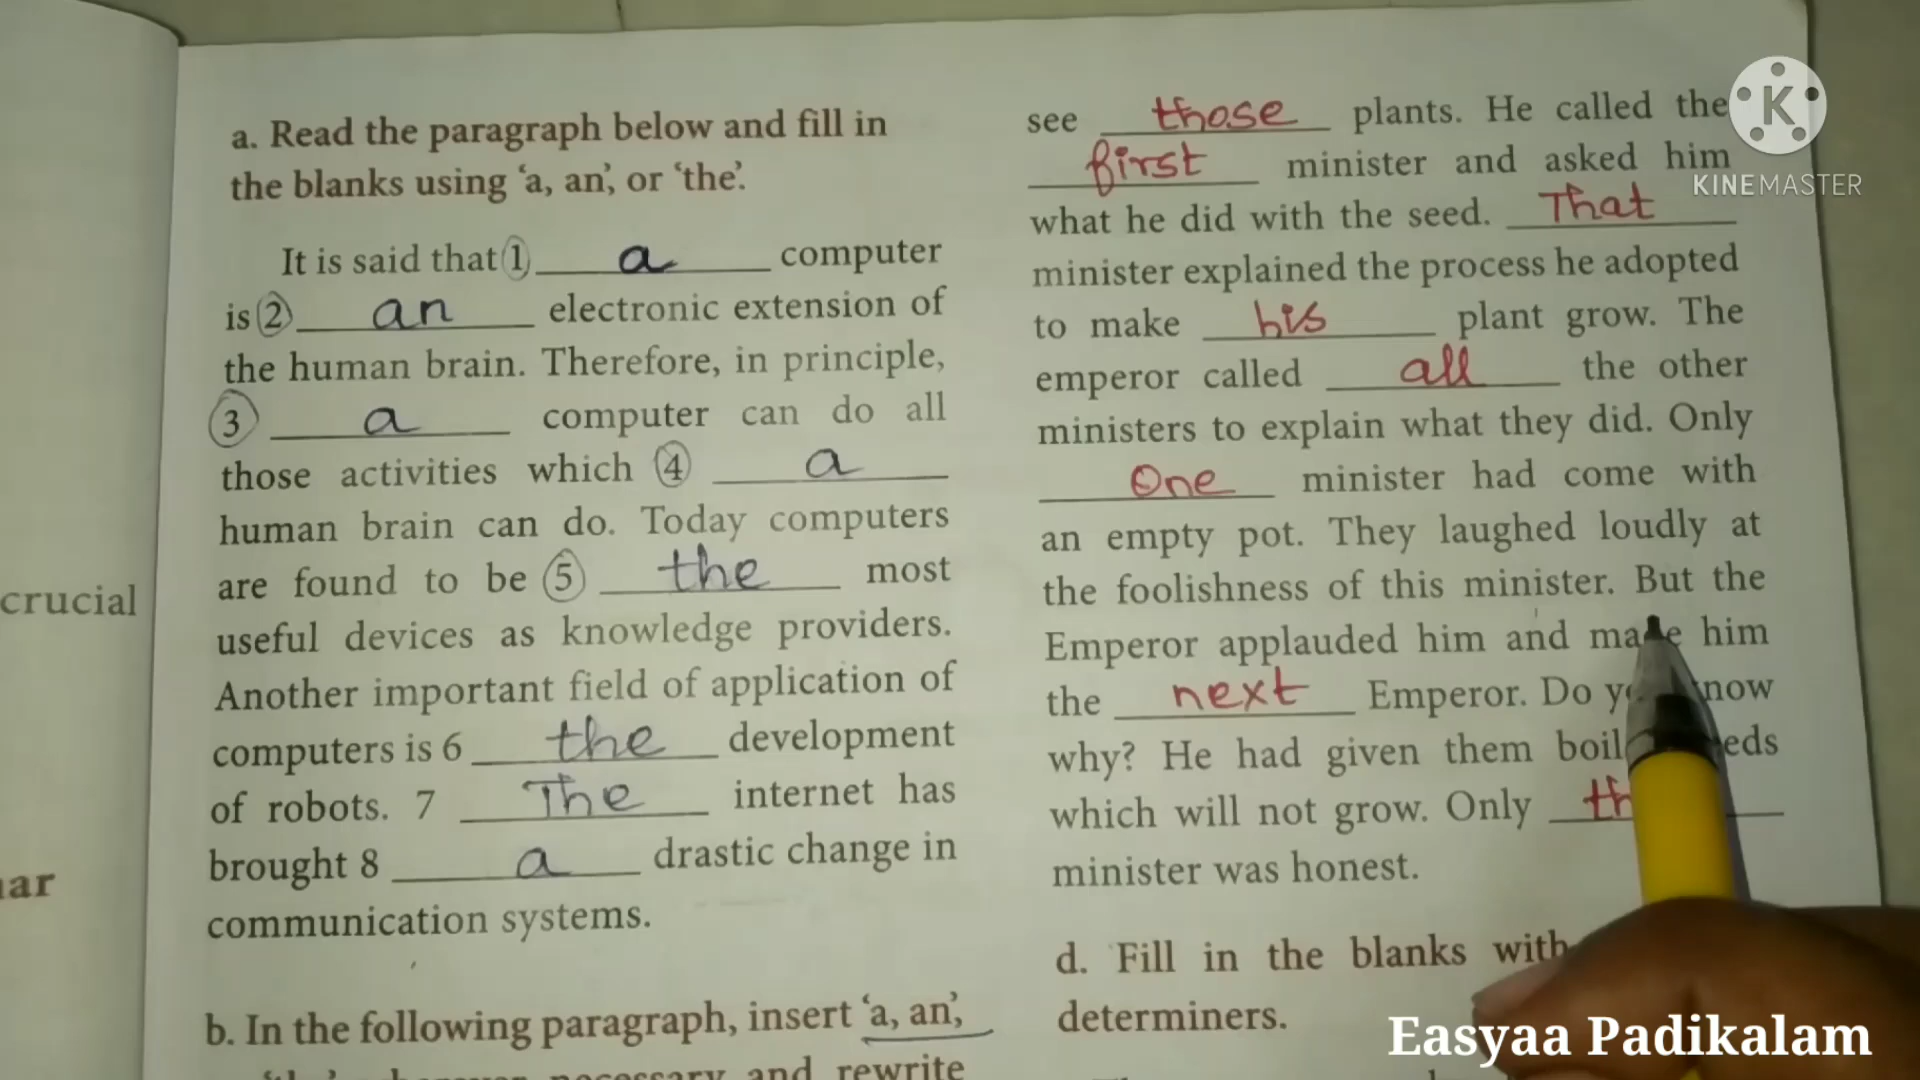 crucial
a. Read the paragraph below and fill in
the blanks using ‘a, an’, or ‘the’.
It is said that 1 a computer
is 2 an electronic extension of
the human brain. Therefore, in principle,
3 a computer can do all
those activities which 4 a
human brain can do. Today computers
are found to be 5 the most
useful devices as knowledge providers.
Another important field of application of
computers is 6 the development
of robots. 7 The internet has
brought 8 a drastic change in
communication systems.
b. In the following paragraph, insert ‘a, an’,
and rewrite
see those plants. He called the
first minister and asked him
what he did with the seed. That
minister explained the process he adopted
to make his plant grow. The
emperor called all the other
ministers to explain what they did. Only
One minister had come with
an empty pot. They laughed loudly at
the foolishness of this minister. But the
Emperor applauded him and made him
the next Emperor. Do know
why? He had given them
which will not grow. Only
minister was honest.
d. Fill in the blanks with
determiners.
K
KINEMASTER
Easyaa Padikalam